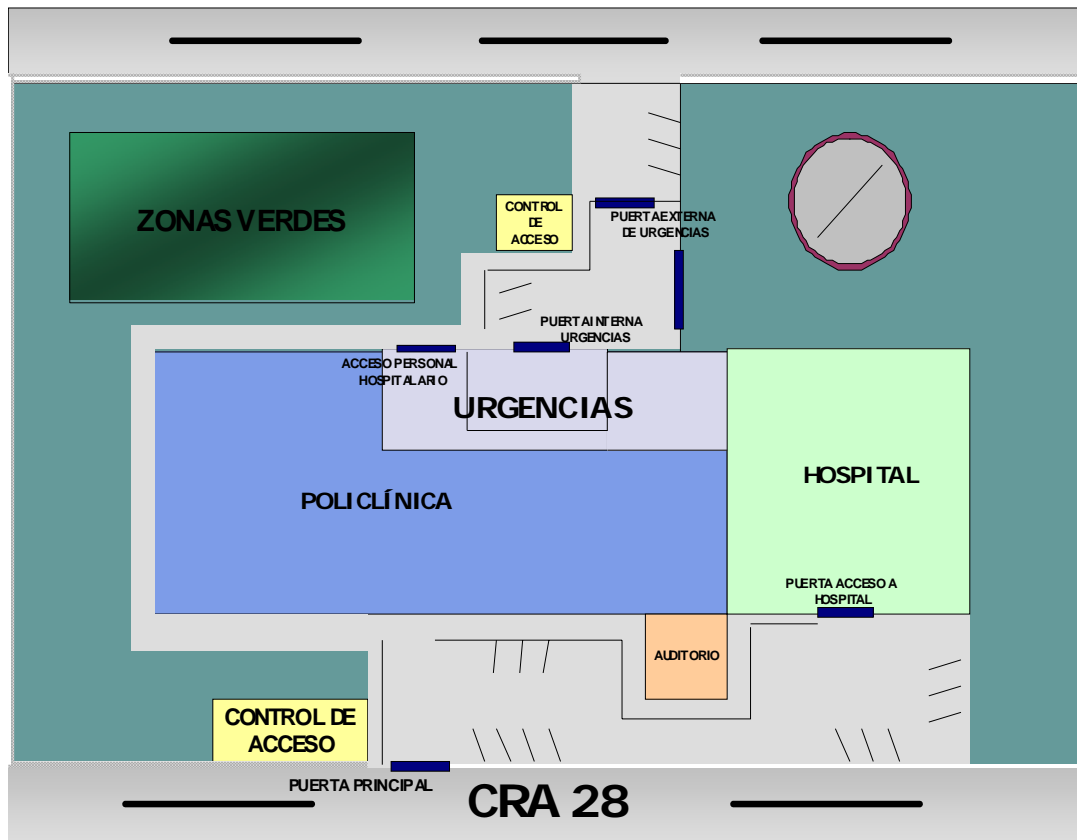 ZONAS VERDES
CONTROL
DE
ACCESO
PUERTA EXTERNA
DE URGENCIAS
PUERTA INTERNA
URGENCIAS
ACCESO PERSONAL
HOSPITALARIO
URGENCIAS
HOSPITAL
POLICLÍNICA
PUERTA ACCESO A
HOSPITAL
AUDITORIO
CONTROL DE
ACCESO
PUERTA PRINCIPAL
CRA 28